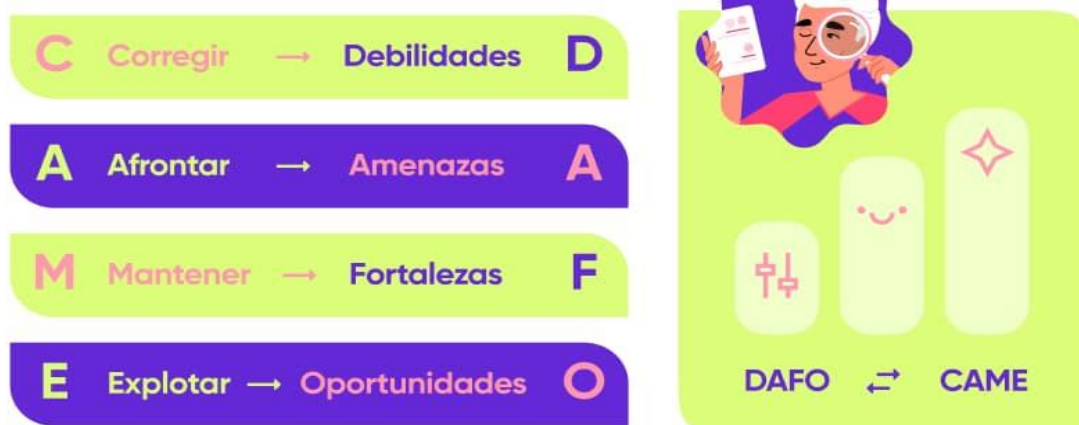 C Corregir → Debilidades D
A Afrontar → Amenazas A
M Mantener → Fortalezas F
E Explotar → Oportunidades O
DAFO ⇄ CAME